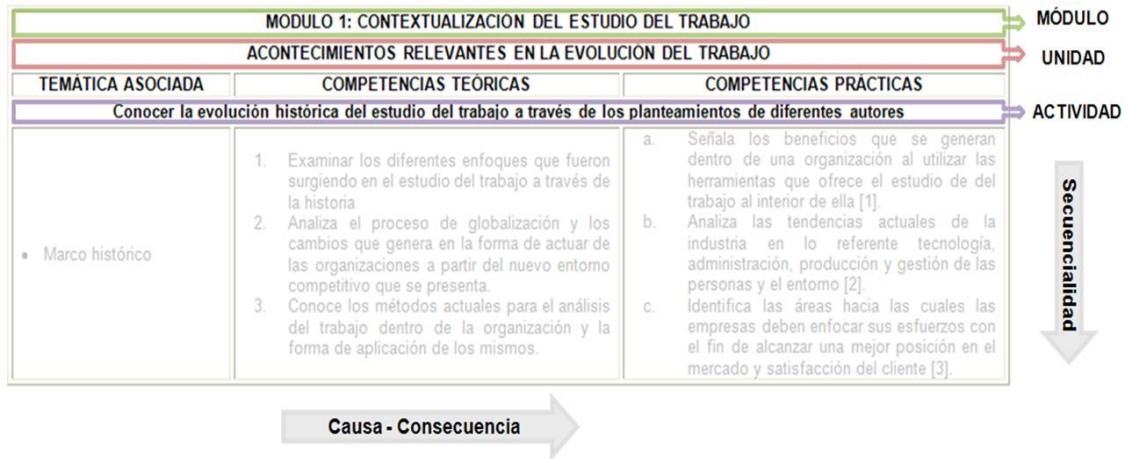 MODULO 1: CONTEXTUALIZACIÓN DEL ESTUDIO DEL TRABAJO
MÓDULO
ACONTECIMIENTOS RELEVANTES EN LA EVOLUCIÓN DEL TRABAJO
UNIDAD
TEMÁTICA ASOCIADA
COMPETENCIAS TEÓRICAS
COMPETENCIAS PRÁCTICAS
Conocer la evolución histórica del estudio del trabajo a través de los planteamientos de diferentes autores
ACTIVIDAD
• Marco histórico
1. Examinar los diferentes enfoques que fueron
surgiendo en el estudio del trabajo a través de
la historia
2. Analiza el proceso de globalización y los
cambios que genera en la forma de actuar de
las organizaciones a partir del nuevo entorno
competitivo que se presenta.
3. Conoce los métodos actuales para el análisis
del trabajo dentro de la organización y la
forma de aplicación de los mismos.
a. Señala los beneficios que se generan
dentro de una organización al utilizar las
herramientas que ofrece el estudio de del
trabajo al interior de ella [1].
b. Analiza las tendencias actuales de la
industria en lo referente tecnología,
administración, producción y gestión de las
personas y el entorno [2].
c. Identifica las áreas hacia las cuales las
empresas deben enfocar sus esfuerzos con
el fin de alcanzar una mejor posición en el
mercado y satisfacción del cliente [3].
Secuencialidad
Causa - Consecuencia